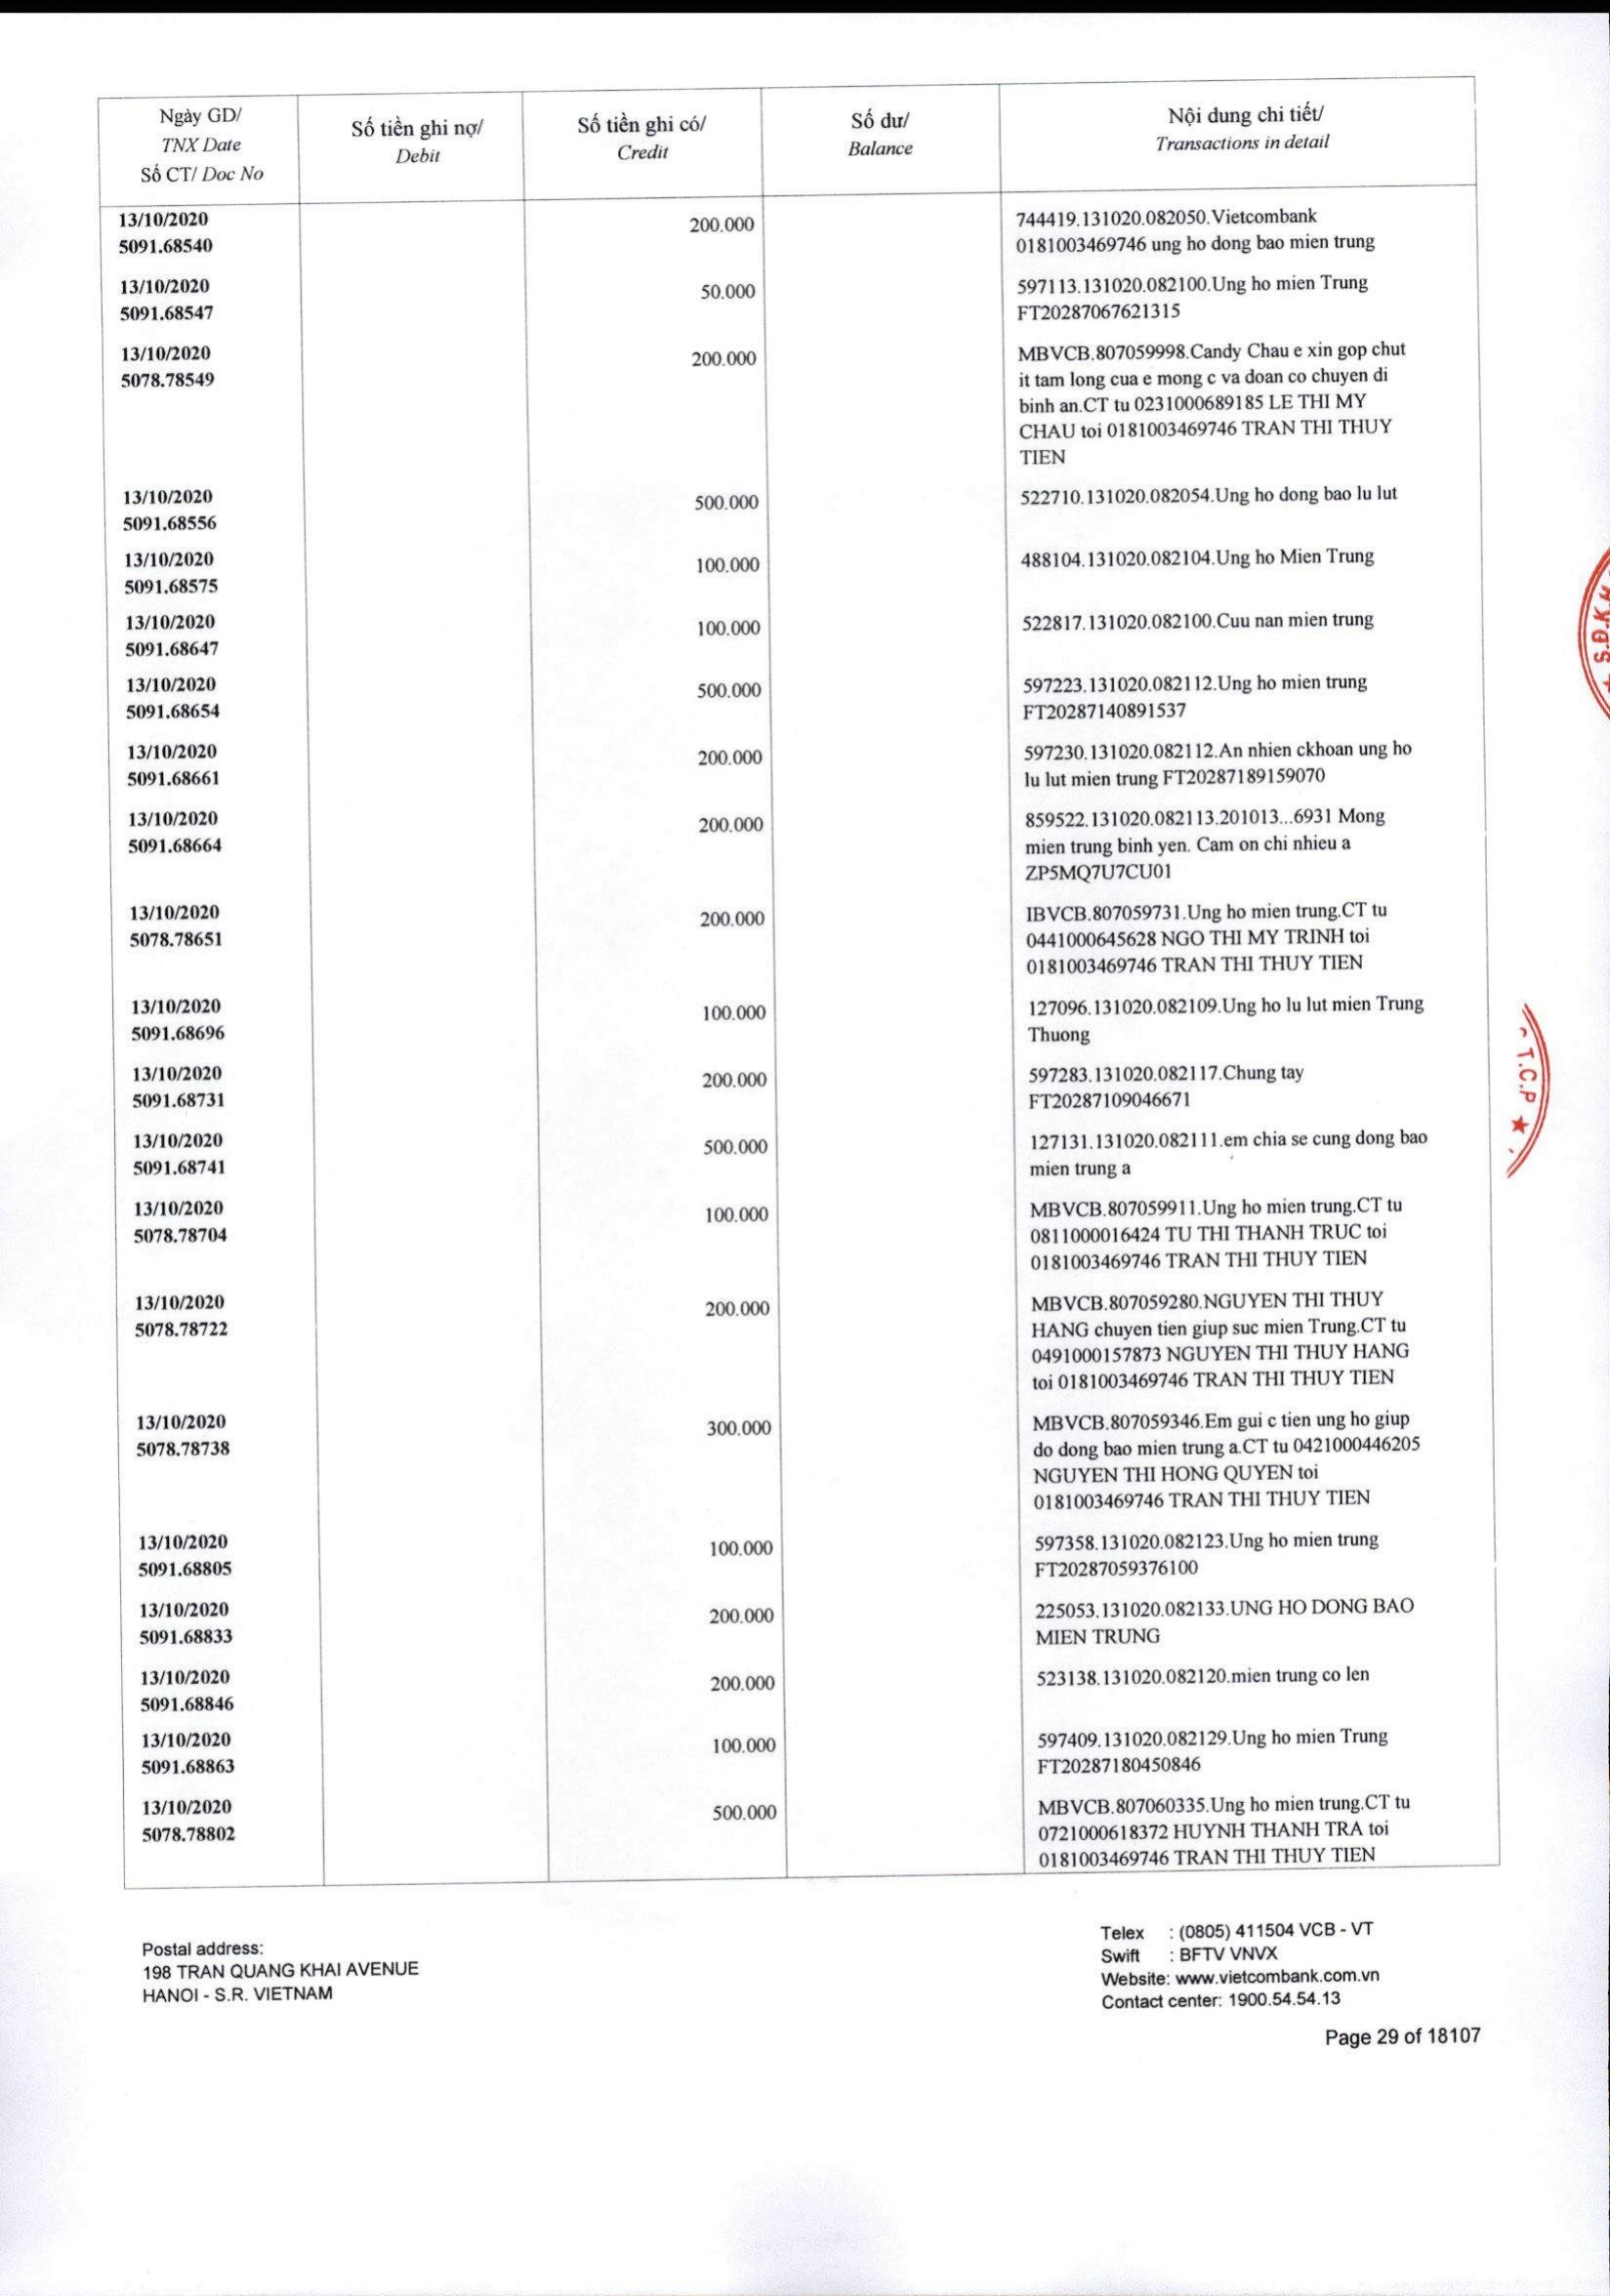 Ngày GD/
TNX Date
Số CT/ Doc No
Số tiền ghi nợ/
Debit
Số tiền ghi có/
Credit
Số dư/
Balance
Nội dung chi tiết/
Transactions in detail
13/10/2020
5091.68540
200.000
744419.131020.082050.Vietcombank
0181003469746 ung ho dong bao mien trung
13/10/2020
5091.68547
50.000
597113.131020.082100.Ung ho mien Trung
FT20287067621315
13/10/2020
5078.78549
200.000
MBVCB.807059998.Candy Chau e xin gop chut
it tam long cua e mong c va doan co chuyen di
binh an.CT tu 0231000689185 LE THI MY
CHAU toi 0181003469746 TRAN THI THUY
TIEN
13/10/2020
5091.68556
500.000
522710.131020.082054.Ung ho dong bao lu lut
13/10/2020
5091.68575
100.000
488104.131020.082104.Ung ho Mien Trung
13/10/2020
5091.68647
100.000
522817.131020.082100.Cuu nan mien trung
13/10/2020
5091.68654
500.000
597223.131020.082112.Ung ho mien trung
FT20287140891537
13/10/2020
5091.68661
200.000
597230.131020.082112.An nhien ckhoan ung ho
lu lut mien trung FT20287189159070
13/10/2020
5091.68664
200.000
859522.131020.082113.201013...6931 Mong
mien trung binh yen. Cam on chi nhieu a
ZP5MQ7U7CU01
13/10/2020
5078.78651
200.000
IBVCB.807059731.Ung ho mien trung.CT tu
0441000645628 NGO THI MY TRINH toi
0181003469746 TRAN THI THUY TIEN
13/10/2020
5091.68696
100.000
127096.131020.082109.Ung ho lu lut mien Trung
Thuong
13/10/2020
5091.68731
200.000
597283.131020.082117.Chung tay
FT20287109046671
13/10/2020
5091.68741
500.000
127131.131020.082111.em chia se cung dong bao
mien trung a
13/10/2020
5078.78704
100.000
MBVCB.807059911.Ung ho mien trung.CT tu
0811000016424 TU THI THANH TRUC toi
0181003469746 TRAN THI THUY TIEN
13/10/2020
5078.78722
200.000
MBVCB.807059280.NGUYEN THI THUY
HANG chuyen tien giup suc mien Trung.CT tu
0491000157873 NGUYEN THI THUY HANG
toi 0181003469746 TRAN THI THUY TIEN
13/10/2020
5078.78738
300.000
MBVCB.807059346.Em gui c tien ung ho giup
do dong bao mien trung a.CT tu 0421000446205
NGUYEN THI HONG QUYEN toi
0181003469746 TRAN THI THUY TIEN
13/10/2020
5091.68805
100.000
597358.131020.082123.Ung ho mien trung
FT20287059376100
13/10/2020
5091.68833
200.000
225053.131020.082133.UNG HO DONG BAO
MIEN TRUNG
13/10/2020
5091.68846
200.000
523138.131020.082120.mien trung co len
13/10/2020
5091.68863
100.000
597409.131020.082129.Ung ho mien Trung
FT20287180450846
13/10/2020
5078.78802
500.000
MBVCB.807060335.Ung ho mien trung.CT tu
0721000618372 HUYNH THANH TRA toi
0181003469746 TRAN THI THUY TIEN
S.Đ.K.H
T.C.P
Postal address:
198 TRAN QUANG KHAI AVENUE
HANOI - S.R. VIETNAM
Telex : (0805) 411504 VCB - VT
Swift : BFTV VNVX
Website: www.vietcombank.com.vn
Contact center: 1900.54.54.13
Page 29 of 18107